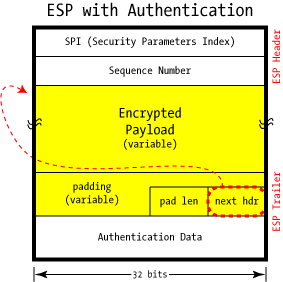 ESP with Authentication
SPI (Security Parameters Index)
ESP Header
Sequence Number
Encrypted
Payload
(variable)
padding
(variable)
pad len
next hdr
ESP Trailer
Authentication Data
32 bits